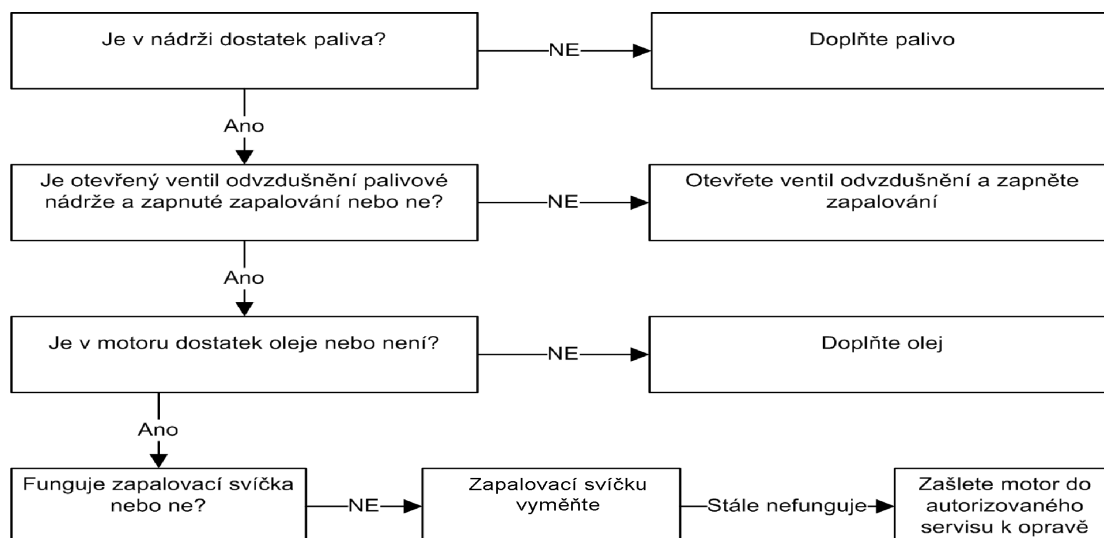 Je v nádrži dostatek paliva?
NE
Doplňte palivo
Ano
Je otevřený ventil odvzdušnění palivové
nádrže a zapnuté zapalování nebo ne?
NE
Otevřete ventil odvzdušnění a zapněte
zapalování
Ano
Je v motoru dostatek oleje nebo není?
NE
Doplňte olej
Ano
Funguje zapalovací svíčka
nebo ne?
NE
Zapalovací svíčku
vyměňte
Stále nefunguje
Zašlete motor do
autorizovaného
servisu k opravě